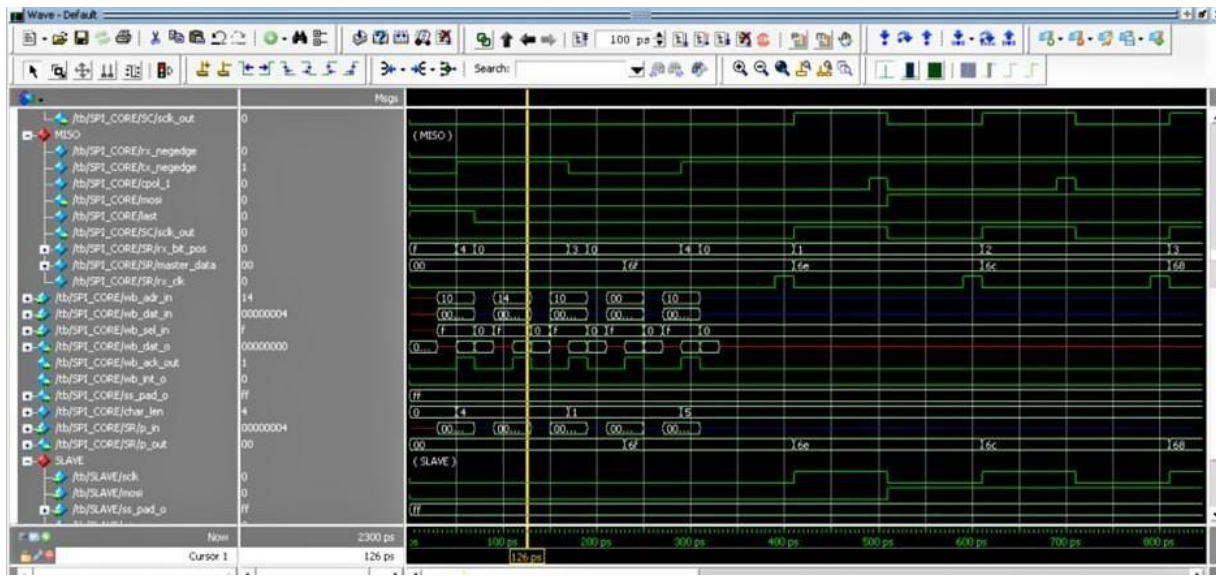 Wave - Default
100 ps
Search:
Msgs
/tb/SPI_CORE/SC/sclk_out 0
MISO (MISO)
/tb/SPI_CORE/rx_negedge 0
/tb/SPI_CORE/tx_negedge 1
/tb/SPI_CORE/cpol_1 0
/tb/SPI_CORE/mosi 0
/tb/SPI_CORE/last 0
/tb/SPI_CORE/SC/sclk_out 0
/tb/SPI_CORE/SR/rx_bit_pos 0 f 4 0 3 0 4 0 1 2 3
/tb/SPI_CORE/SR/master_data 00 00 6f 6e 6c 68
/tb/SPI_CORE/SR/rx_clk 0
/tb/SPI_CORE/wb_adr_in 14 10 14 10 00 10
/tb/SPI_CORE/wb_dat_in 00000004 00... 00... 00... 00... 00...
/tb/SPI_CORE/wb_sel_in f f 0 f 0 f 0 f 0 f 0
/tb/SPI_CORE/wb_dat_o 00000000 0...
/tb/SPI_CORE/wb_ack_out 1
/tb/SPI_CORE/wb_int_o 0
/tb/SPI_CORE/ss_pad_o ff ff
/tb/SPI_CORE/char_len 4 0 4 1 5
/tb/SPI_CORE/SR/p_in 00000004 00... 00... 00... 00... 00...
/tb/SPI_CORE/SR/p_out 00 00 6f 6e 6c 68
SLAVE (SLAVE)
/tb/SLAVE/sclk 0
/tb/SLAVE/mosi 0
/tb/SLAVE/ss_pad_o ff ff
Now 2300 ps 100 ps 200 ps 300 ps 400 ps 500 ps 600 ps 700 ps 800 ps
Cursor 1 126 ps 126 ps